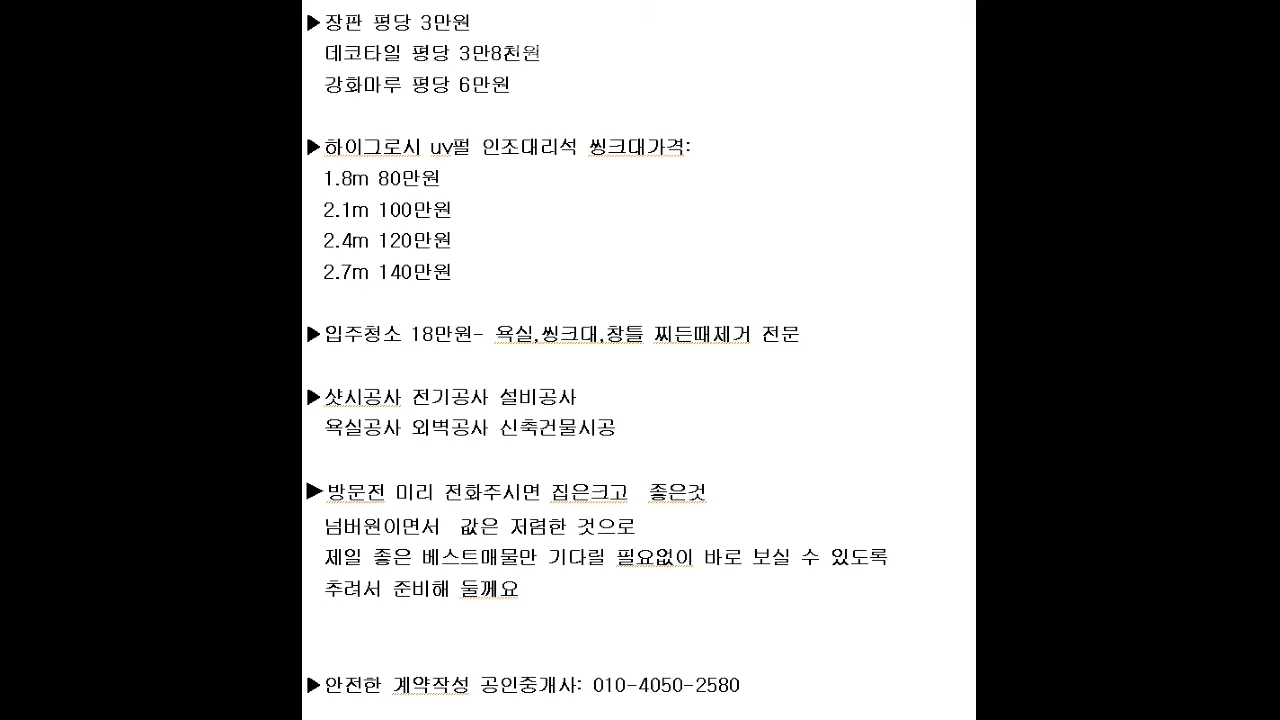 ▶장판 평당 3만원
데코타일 평당 3만8천원
강화마루 평당 6만원
▶하이그로시 uv펄 인조대리석 씽크대가격:
1.8m 80만원
2.1m 100만원
2.4m 120만원
2.7m 140만원
▶입주청소 18만원- 욕실,씽크대,창틀 찌든때제거 전문
▶샷시공사 전기공사 설비공사
욕실공사 외벽공사 신축건물시공
▶방문전 미리 전화주시면 집은크고 좋은것
넘버원이면서 값은 저렴한 것으로
제일 좋은 베스트매물만 기다릴 필요없이 바로 보실 수 있도록
추려서 준비해 둘께요
▶안전한 계약작성 공인중개사: 010-4050-2580